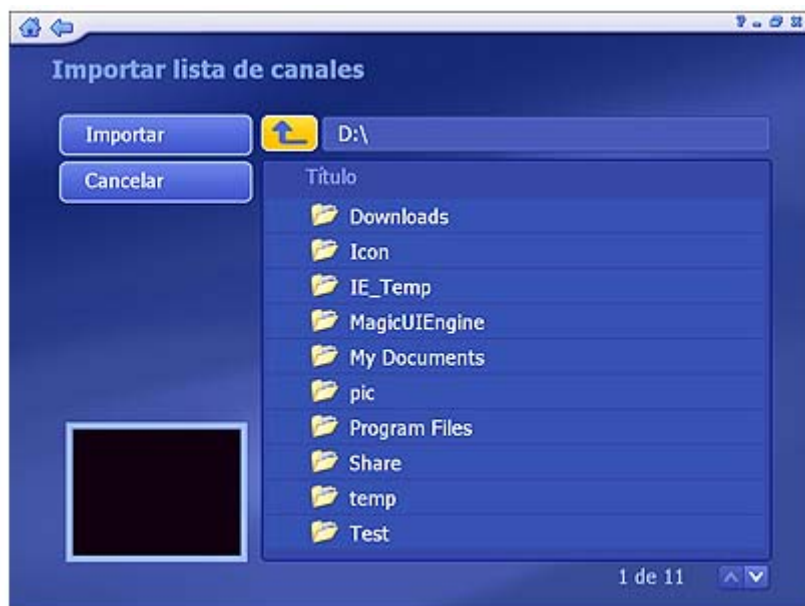 Importar lista de canales
Importar
D:\
Cancelar
Título
Downloads
Icon
IE_Temp
MagicUIEngine
My Documents
pic
Program Files
Share
temp
Test
1 de 11